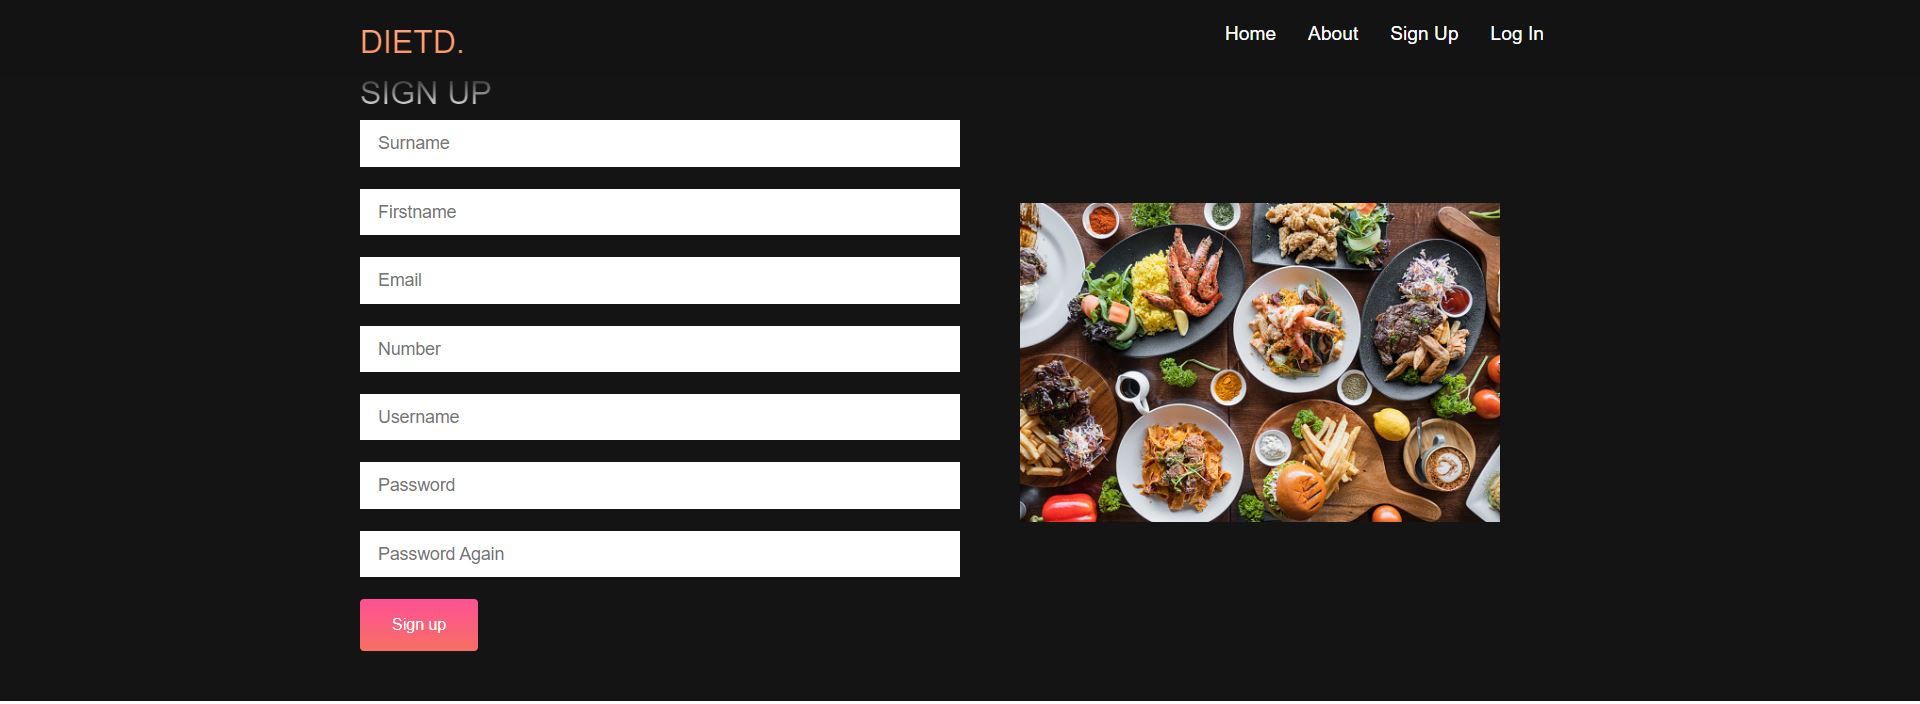 DIETD.
Home About Sign Up Log In
SIGN UP
Surname
Firstname
Email
Number
Username
Password
Password Again
Sign up